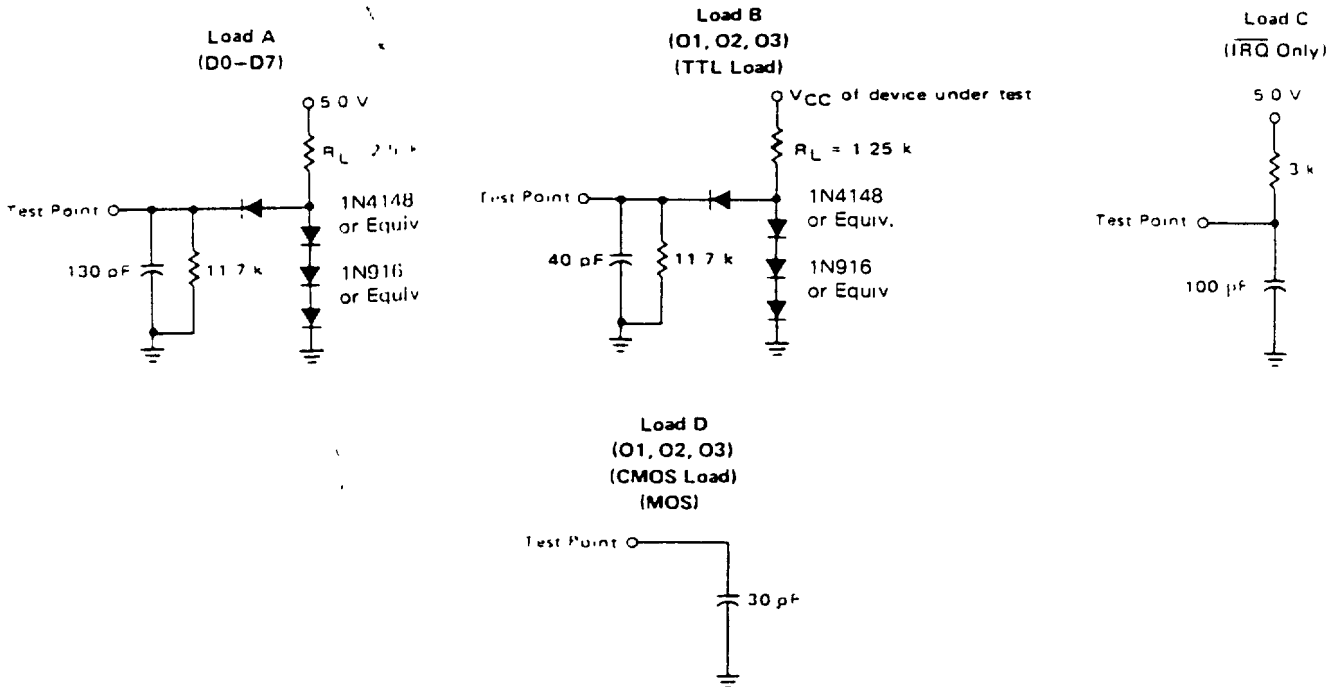 Load A
(D0–D7)
5 0 V
R_L
Test Point
1N4148
or Equiv
130 pF
11 7 k
1N916
or Equiv
Load B
(O1, O2, O3)
(TTL Load)
V_CC of device under test
R_L = 1 25 k
Test Point
1N4148
or Equiv.
40 pF
11 7 k
1N916
or Equiv
Load C
(I̅R̅Q̅ Only)
5 0 V
3 k
Test Point
100 pF
Load D
(O1, O2, O3)
(CMOS Load)
(MOS)
Test Point
30 pF